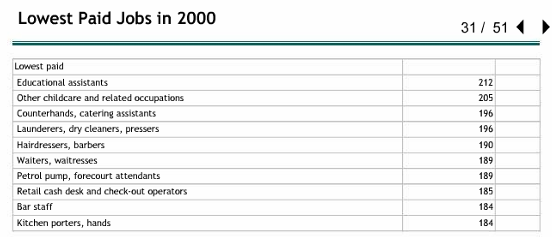 Lowest Paid Jobs in 2000
31 / 51
Lowest paid
Educational assistants 212
Other childcare and related occupations 205
Counterhands, catering assistants 196
Launderers, dry cleaners, pressers 196
Hairdressers, barbers 190
Waiters, waitresses 189
Petrol pump, forecourt attendants 189
Retail cash desk and check-out operators 185
Bar staff 184
Kitchen porters, hands 184